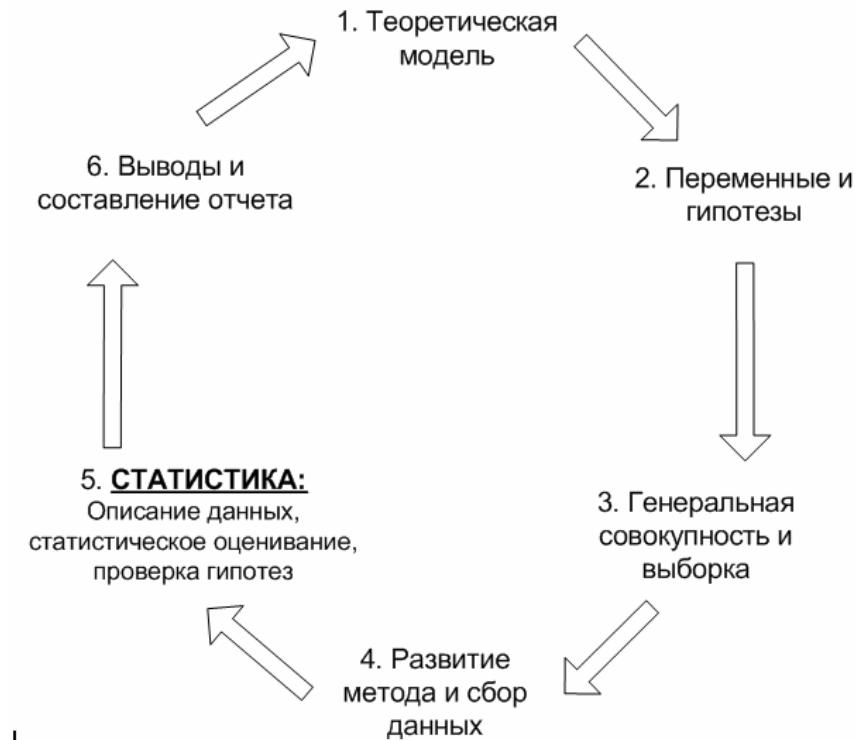 1. Теоретическая
модель
2. Переменные и
гипотезы
3. Генеральная
совокупность и
выборка
4. Развитие
метода и сбор
данных
5. СТАТИСТИКА:
Описание данных,
статистическое оценивание,
проверка гипотез
6. Выводы и
составление отчета